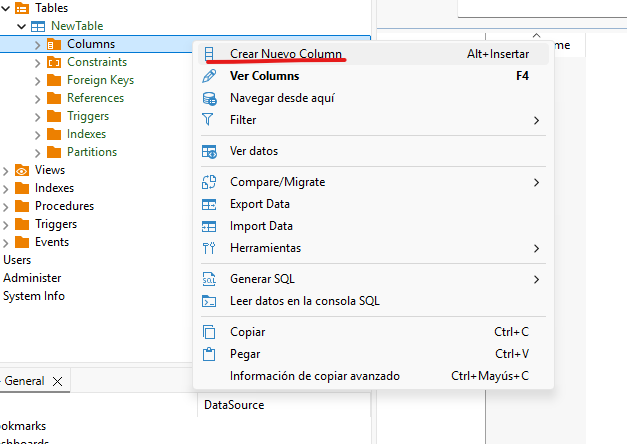 Tables
NewTable
Columns
Constraints
Foreign Keys
References
Triggers
Indexes
Partitions
Views
Indexes
Procedures
Triggers
Events
Users
Administer
System Info
Crear Nuevo Column Alt+Insertar
Ver Columns F4
Navegar desde aquí
Filter
Ver datos
Compare/Migrate
Export Data
Import Data
Herramientas
Generar SQL
Leer datos en la consola SQL
Copiar Ctrl+C
Pegar Ctrl+V
Información de copiar avanzado Ctrl+Mayús+C
me
- General
DataSource
okmarks